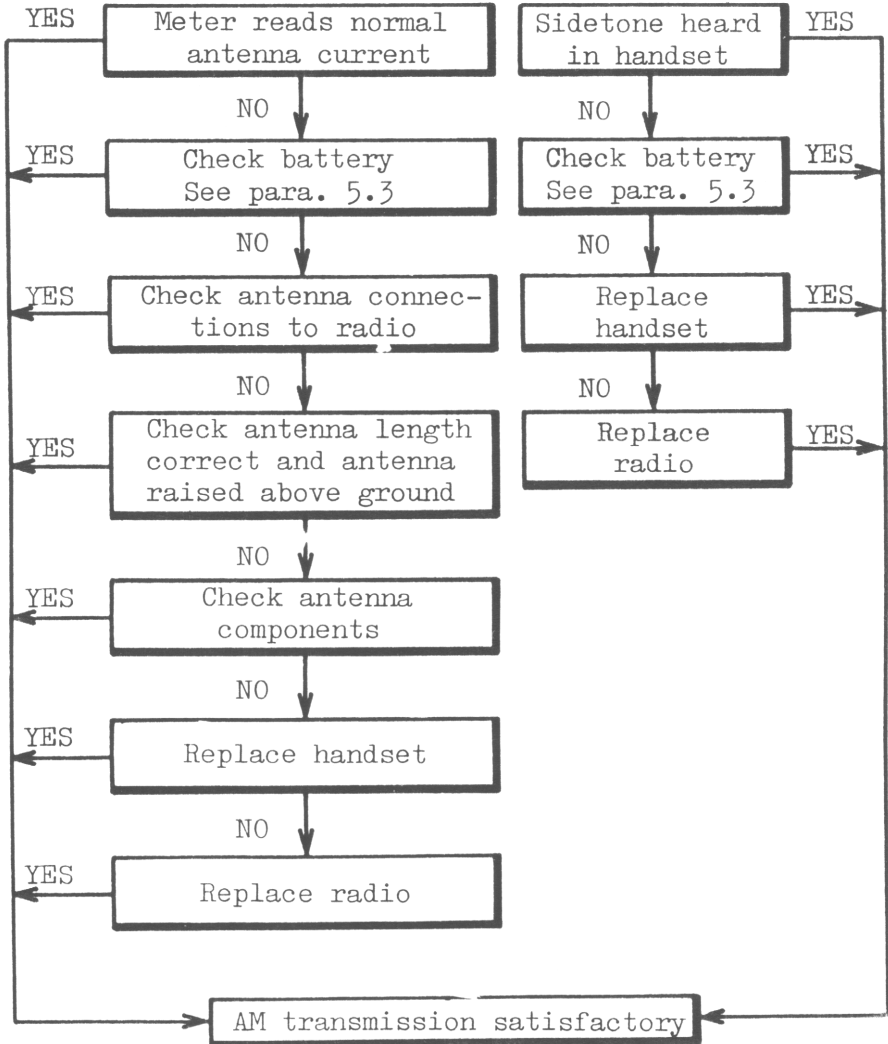 YES
Meter reads normal
antenna current
NO
YES
Check battery
See para. 5.3
NO
YES
Check antenna connec-
tions to radio
NO
YES
Check antenna length
correct and antenna
raised above ground
NO
YES
Check antenna
components
NO
YES
Replace handset
NO
YES
Replace radio
Sidetone heard
in handset
YES
NO
Check battery
See para. 5.3
YES
NO
Replace
handset
YES
NO
Replace
radio
YES
AM transmission satisfactory